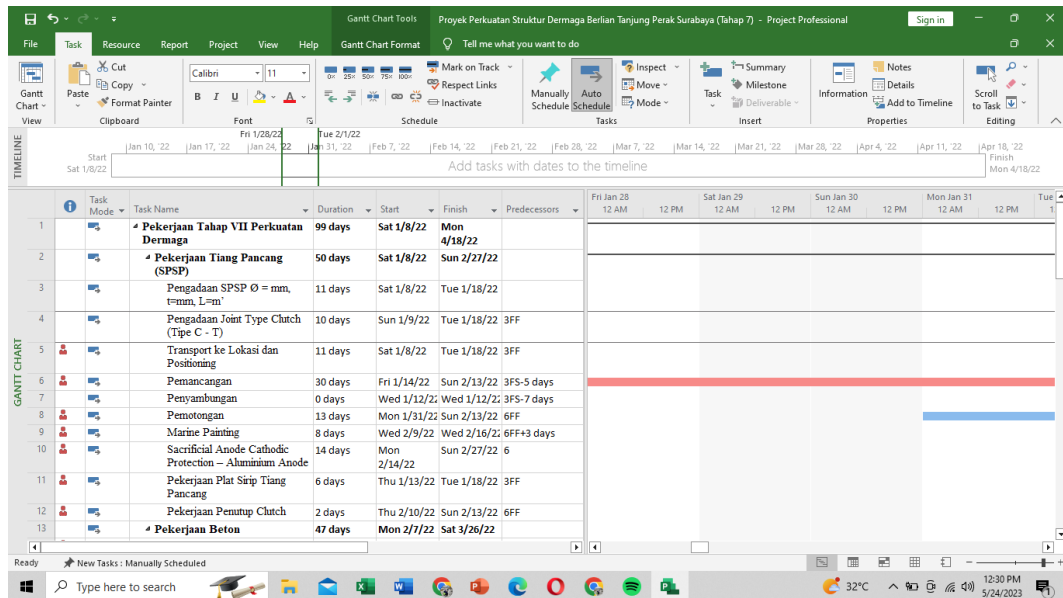 Gantt Chart Tools
Proyek Perkuatan Struktur Dermaga Berlian Tanjung Perak Surabaya (Tahap 7) - Project Professional
Sign in
File Task Resource Report Project View Help Gantt Chart Format Tell me what you want to do
Gantt Chart
View
Paste
Cut
Copy
Format Painter
Clipboard
Calibri 11
B I U A
Font
0% 25% 50% 75% 100%
Mark on Track
Respect Links
Inactivate
Schedule
Manually Schedule
Auto Schedule
Inspect
Move
Mode
Tasks
Task
Summary
Milestone
Deliverable
Insert
Information
Notes
Details
Add to Timeline
Properties
Scroll to Task
Editing
TIMELINE
Fri 1/28/22 Tue 2/1/22
Jan 10, '22 Jan 17, '22 Jan 24, '22 Jan 31, '22 Feb 7, '22 Feb 14, '22 Feb 21, '22 Feb 28, '22 Mar 7, '22 Mar 14, '22 Mar 21, '22 Mar 28, '22 Apr 4, '22 Apr 11, '22 Apr 18, '22
Start
Sat 1/8/22
Add tasks with dates to the timeline
Finish
Mon 4/18/22
GANTT CHART
Task Mode Task Name Duration Start Finish Predecessors
Fri Jan 28 Sat Jan 29 Sun Jan 30 Mon Jan 31 Tue
12 AM 12 PM 12 AM 12 PM 12 AM 12 PM 12 AM 12 PM 1
1 Pekerjaan Tahap VII Perkuatan Dermaga 99 days Sat 1/8/22 Mon 4/18/22
2 Pekerjaan Tiang Pancang (SPSP) 50 days Sat 1/8/22 Sun 2/27/22
3 Pengadaan SPSP Ø = mm, t=mm, L=m’ 11 days Sat 1/8/22 Tue 1/18/22
4 Pengadaan Joint Type Clutch (Tipe C - T) 10 days Sun 1/9/22 Tue 1/18/22 3FF
5 Transport ke Lokasi dan Positioning 11 days Sat 1/8/22 Tue 1/18/22 3FF
6 Pemancangan 30 days Fri 1/14/22 Sun 2/13/22 3FS-5 days
7 Penyambungan 0 days Wed 1/12/22 Wed 1/12/22 3FS-7 days
8 Pemotongan 13 days Mon 1/31/22 Sun 2/13/22 6FF
9 Marine Painting 8 days Wed 2/9/22 Wed 2/16/22 6FF+3 days
10 Sacrificial Anode Cathodic Protection – Aluminium Anode 14 days Mon 2/14/22 Sun 2/27/22 6
11 Pekerjaan Plat Sirip Tiang Pancang 6 days Thu 1/13/22 Tue 1/18/22 3FF
12 Pekerjaan Penutup Clutch 2 days Thu 2/10/22 Sun 2/13/22 6FF
13 Pekerjaan Beton 47 days Mon 2/7/22 Sat 3/26/22
Ready New Tasks : Manually Scheduled
Type here to search
32°C
12:30 PM
5/24/2023